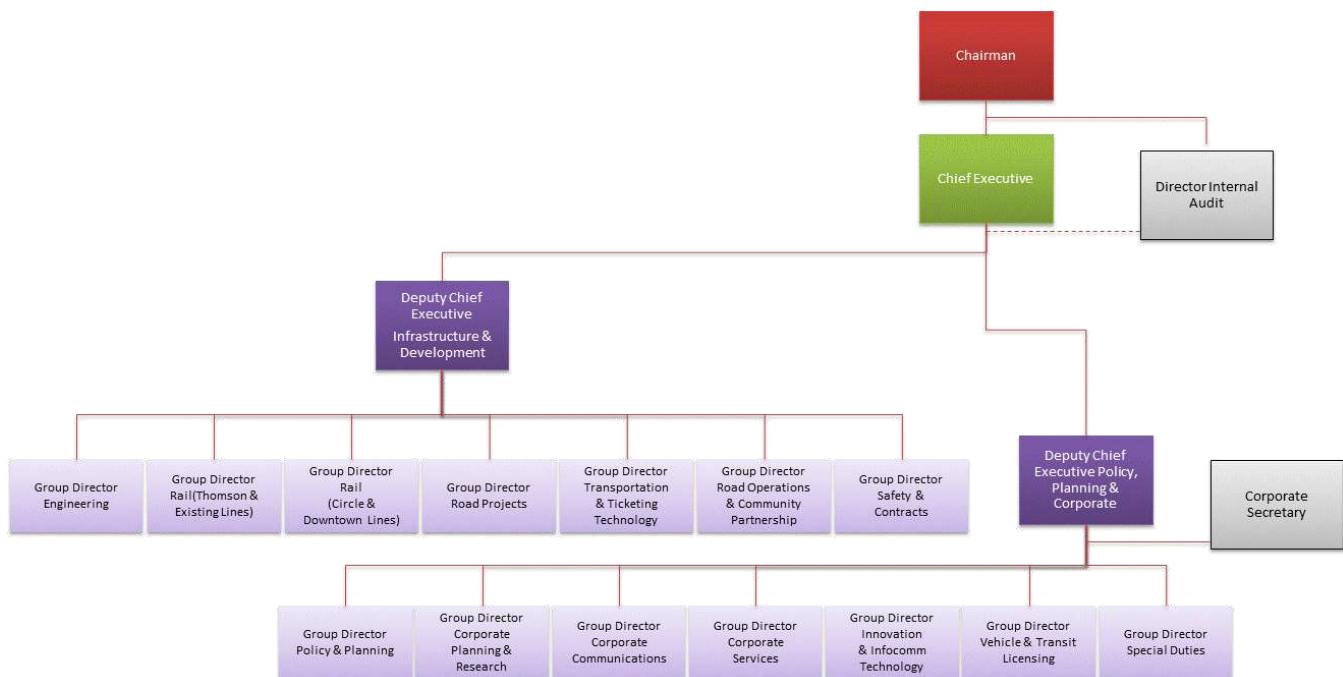 Chairman
Chief Executive
Director Internal
Audit
Deputy Chief
Executive
Infrastructure &
Development
Group Director
Engineering
Group Director
Rail(Thomson &
Existing Lines)
Group Director
Rail
(Circle &
Downtown Lines)
Group Director
Road Projects
Group Director
Transportation
& Ticketing
Technology
Group Director
Road Operations
& Community
Partnership
Group Director
Safety &
Contracts
Deputy Chief
Executive Policy,
Planning &
Corporate
Corporate
Secretary
Group Director
Policy & Planning
Group Director
Corporate
Planning &
Research
Group Director
Corporate
Communications
Group Director
Corporate
Services
Group Director
Innovation
& Infocomm
Technology
Group Director
Vehicle & Transit
Licensing
Group Director
Special Duties